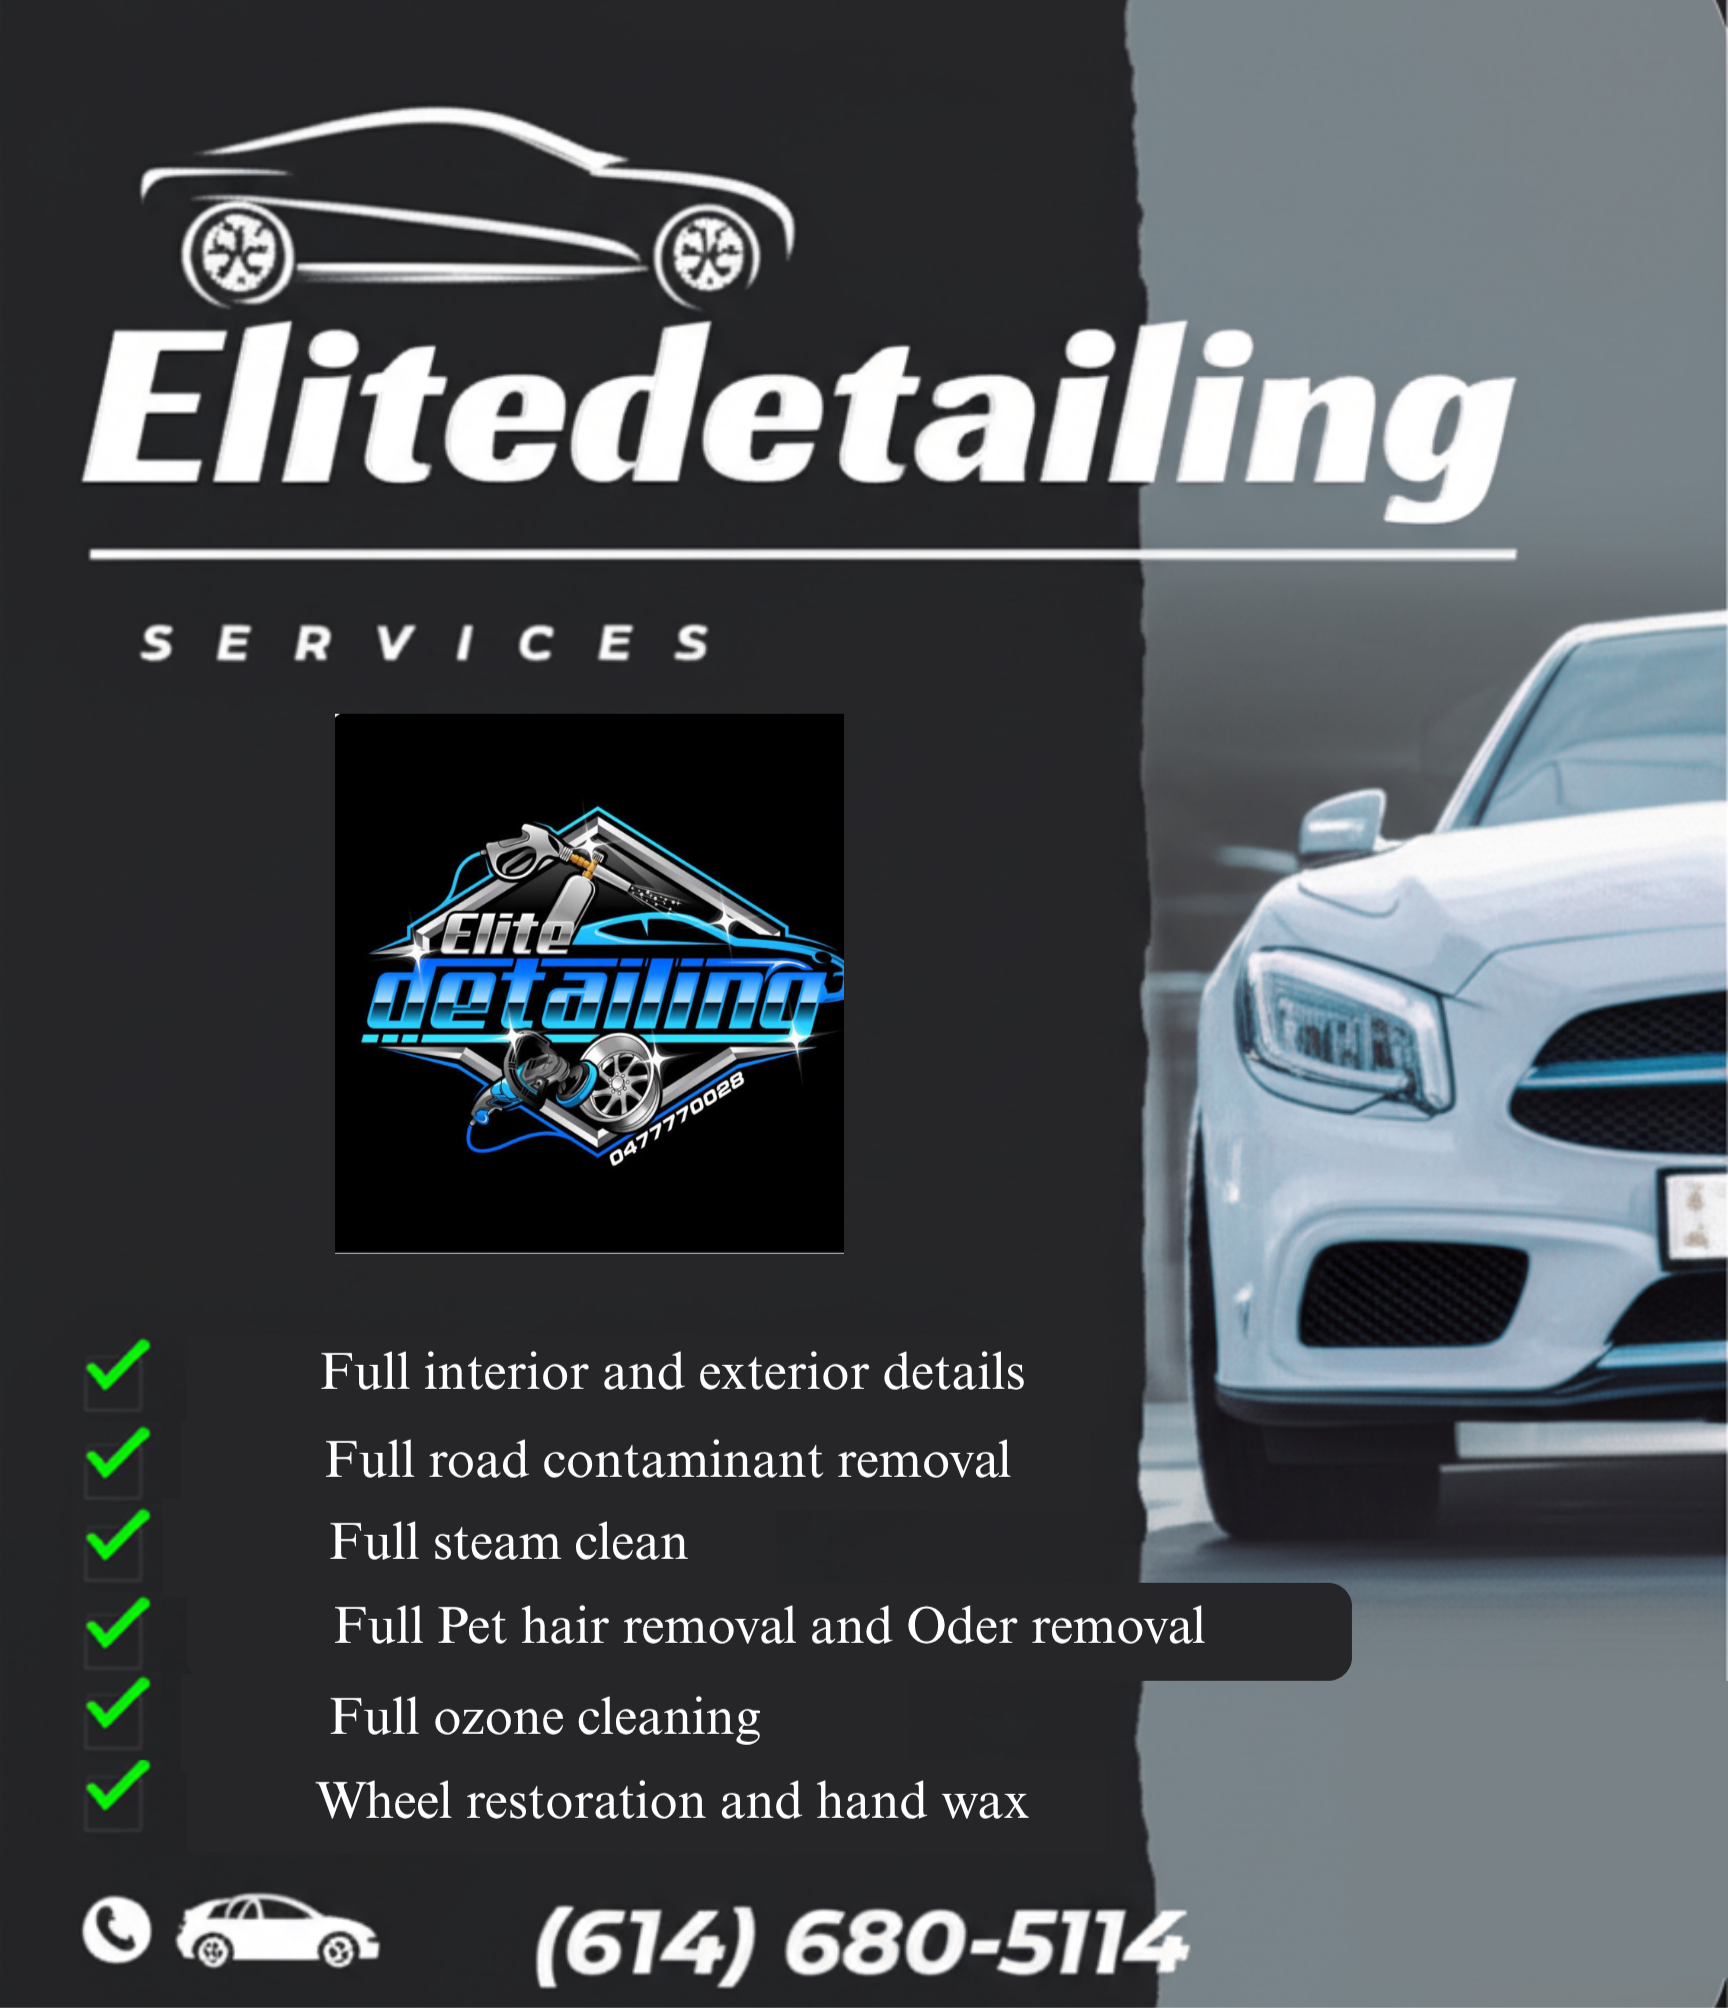 Elitedetailing
SERVICES
Elite
detailing
0477770028
Full interior and exterior details
Full road contaminant removal
Full steam clean
Full Pet hair removal and Oder removal
Full ozone cleaning
Wheel restoration and hand wax
(614) 680-5114